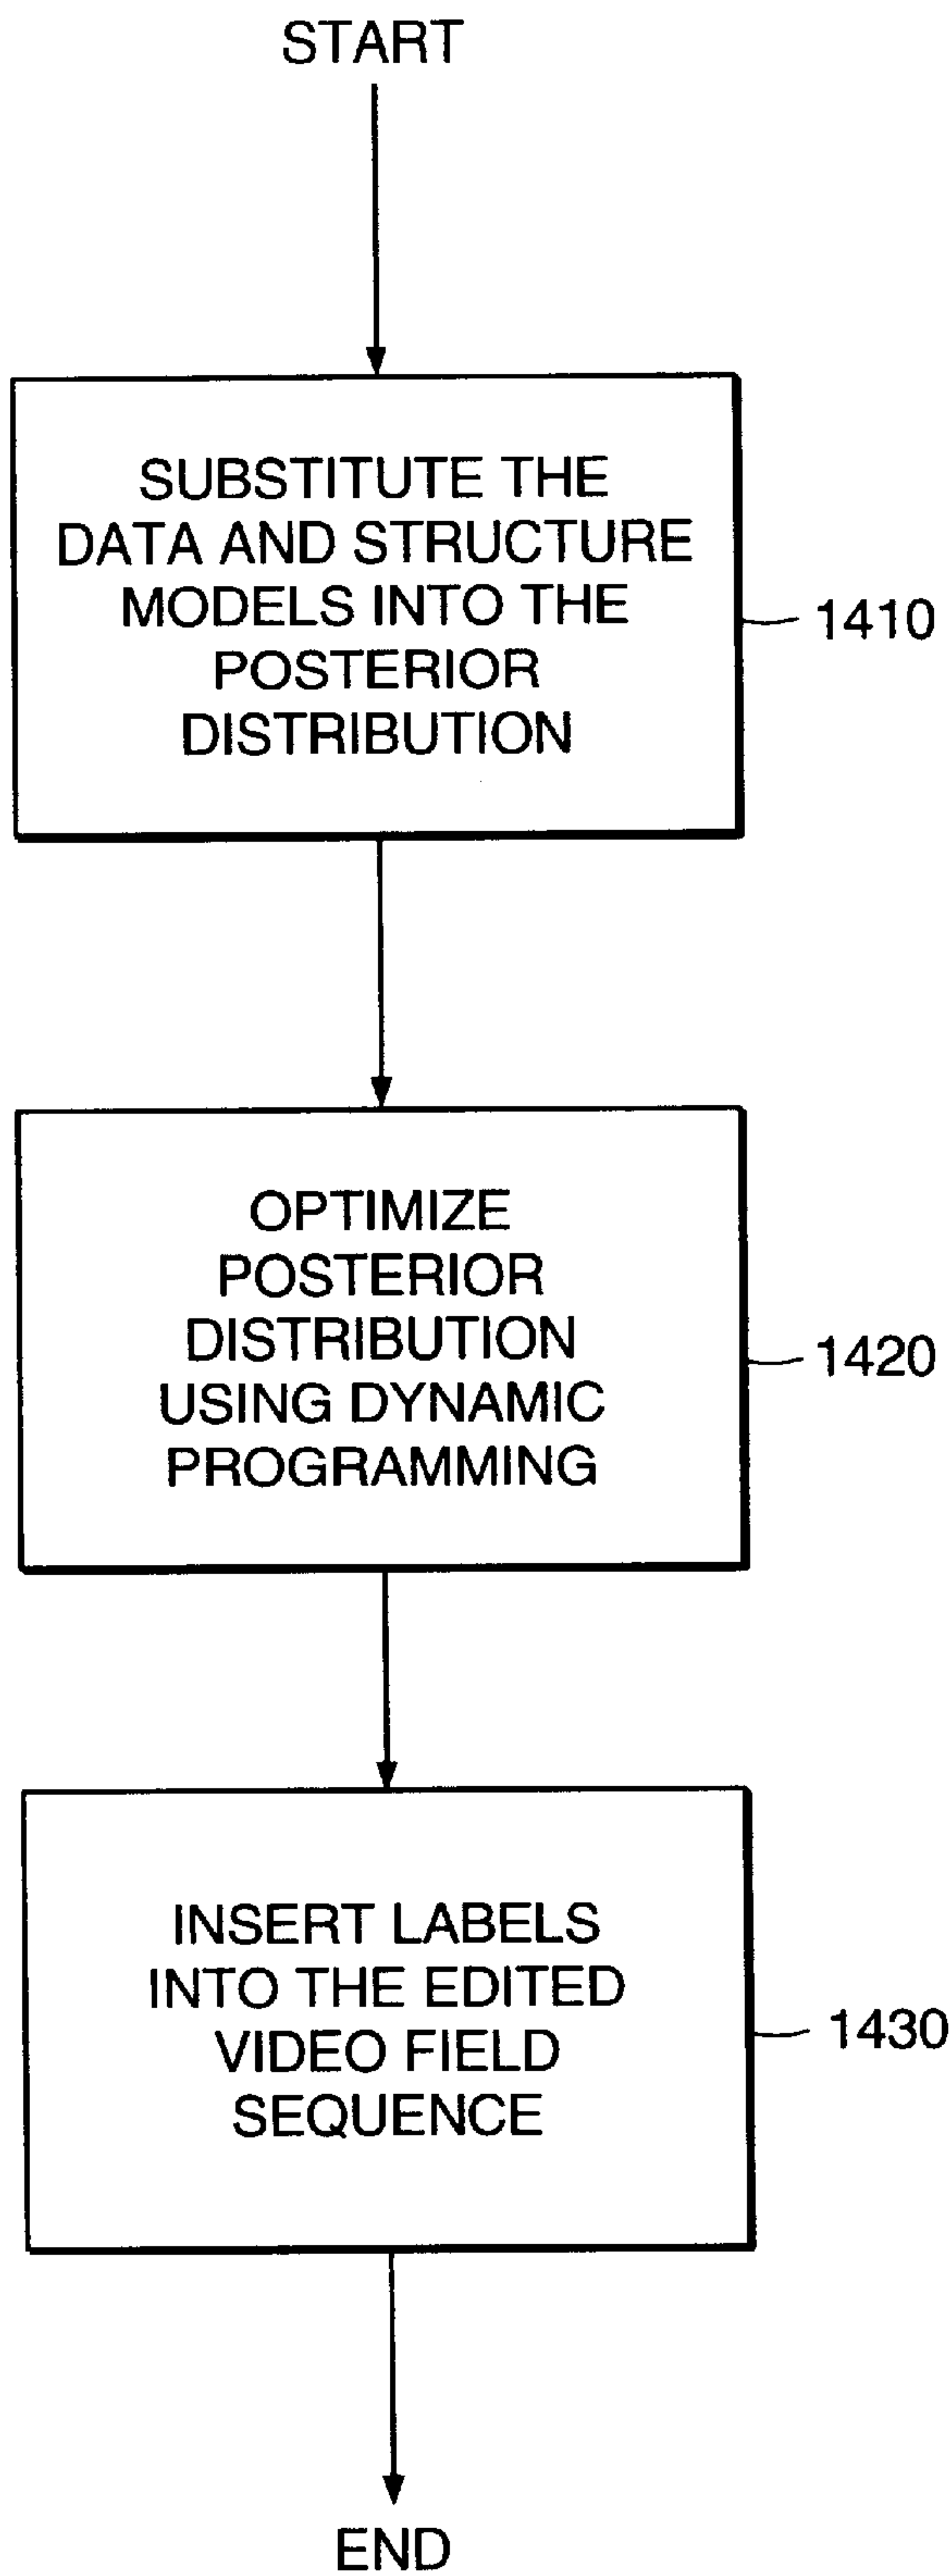 START
SUBSTITUTE THE
DATA AND STRUCTURE
MODELS INTO THE
POSTERIOR
DISTRIBUTION
1410
OPTIMIZE
POSTERIOR
DISTRIBUTION
USING DYNAMIC
PROGRAMMING
1420
INSERT LABELS
INTO THE EDITED
VIDEO FIELD
SEQUENCE
1430
END